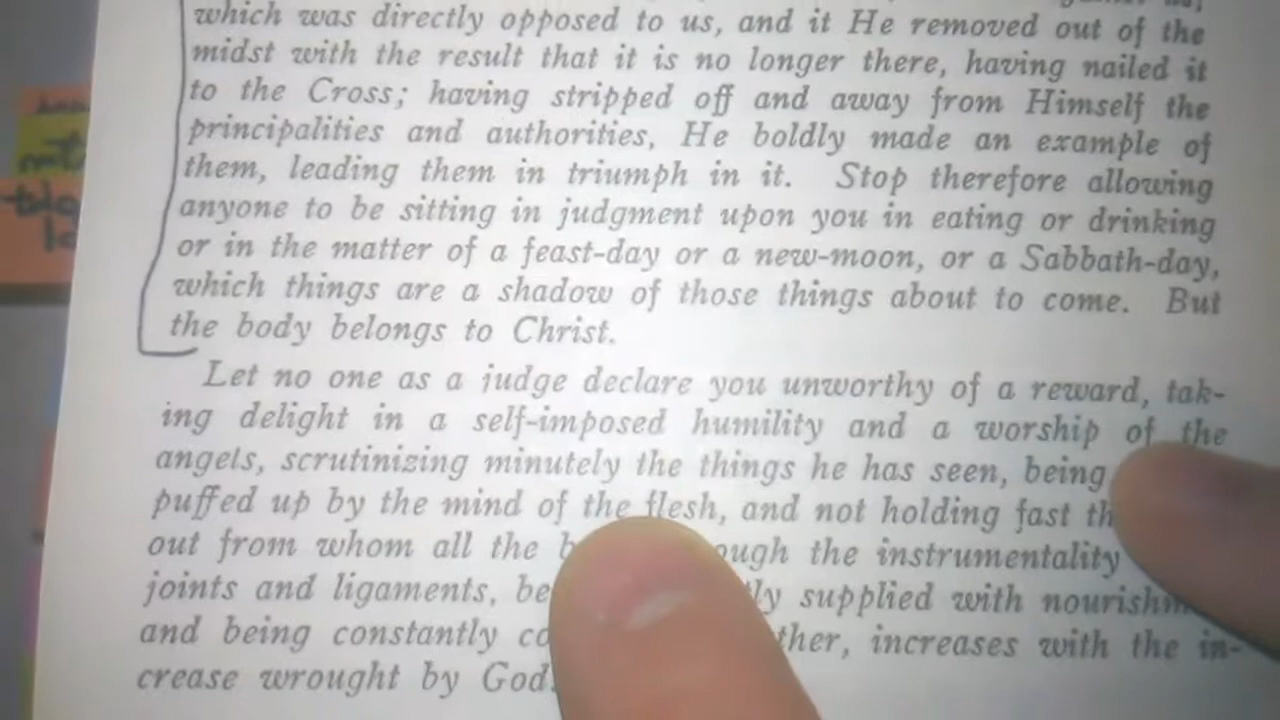 which was directly opposed to us, and it He removed out of the
midst with the result that it is no longer there, having nailed it
to the Cross; having stripped off and away from Himself the
principalities and authorities, He boldly made an example of
them, leading them in triumph in it. Stop therefore allowing
anyone to be sitting in judgment upon you in eating or drinking
or in the matter of a feast-day or a new-moon, or a Sabbath-day,
which things are a shadow of those things about to come. But
the body belongs to Christ.
Let no one as a judge declare you unworthy of a reward, tak-
ing delight in a self-imposed humility and a worship of the
angels, scrutinizing minutely the things he has seen, being
puffed up by the mind of the flesh, and not holding fast
out from whom all the the instrumentality
joints and ligaments, supplied with
and being constantly increases with the in-
crease wrought by God.